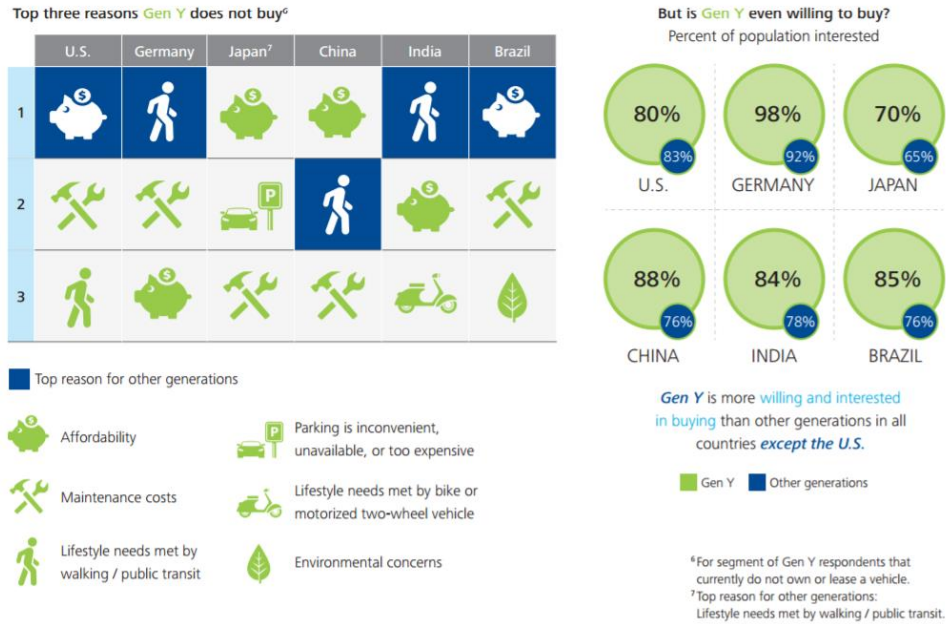 Top three reasons Gen Y does not buy⁶
U.S. Germany Japan⁷ China India Brazil
1
2
3
Top reason for other generations
Affordability
Maintenance costs
Lifestyle needs met by
walking / public transit
Parking is inconvenient,
unavailable, or too expensive
Lifestyle needs met by bike or
motorized two-wheel vehicle
Environmental concerns
But is Gen Y even willing to buy?
Percent of population interested
80% 98% 70%
83% 92% 65%
U.S. GERMANY JAPAN
88% 84% 85%
76% 78% 76%
CHINA INDIA BRAZIL
Gen Y is more willing and interested
in buying than other generations in all
countries except the U.S.
Gen Y Other generations
⁶For segment of Gen Y respondents that
currently do not own or lease a vehicle.
⁷Top reason for other generations:
Lifestyle needs met by walking / public transit.